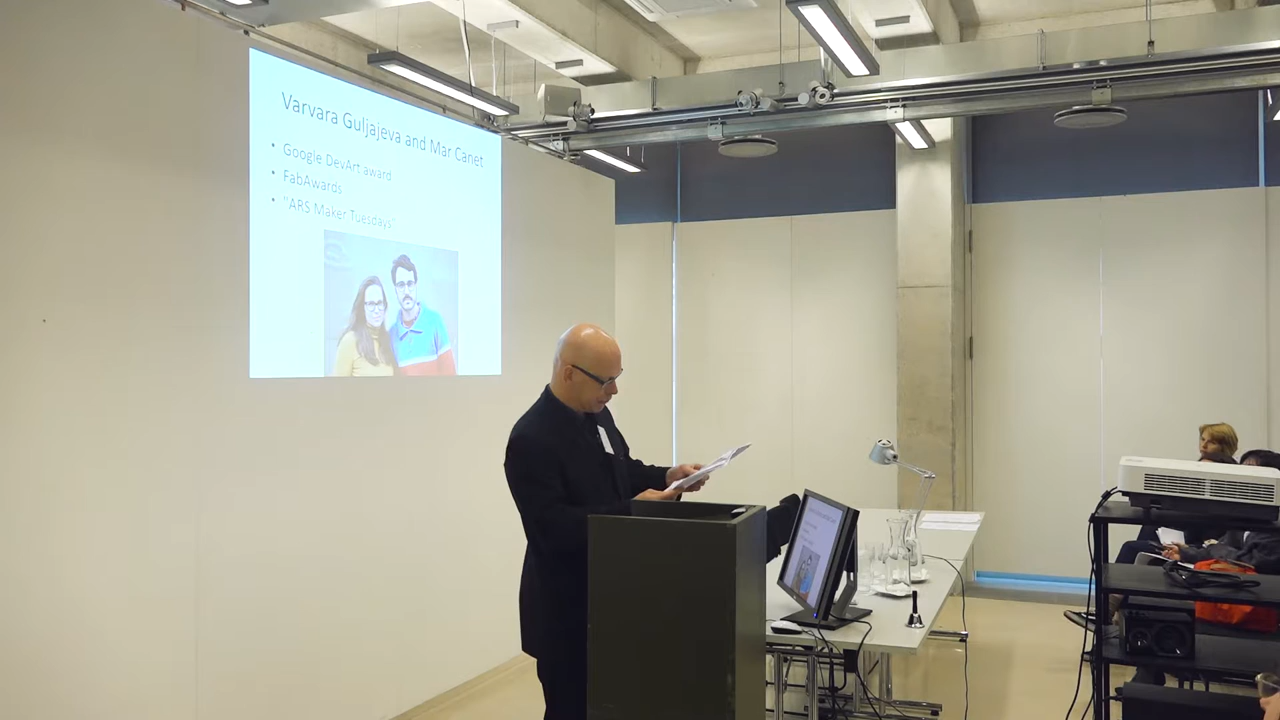 Varvara Guljajeva and Mar Canet
• Google DevArt award
• FabAwards
• "ARS Maker Tuesdays"